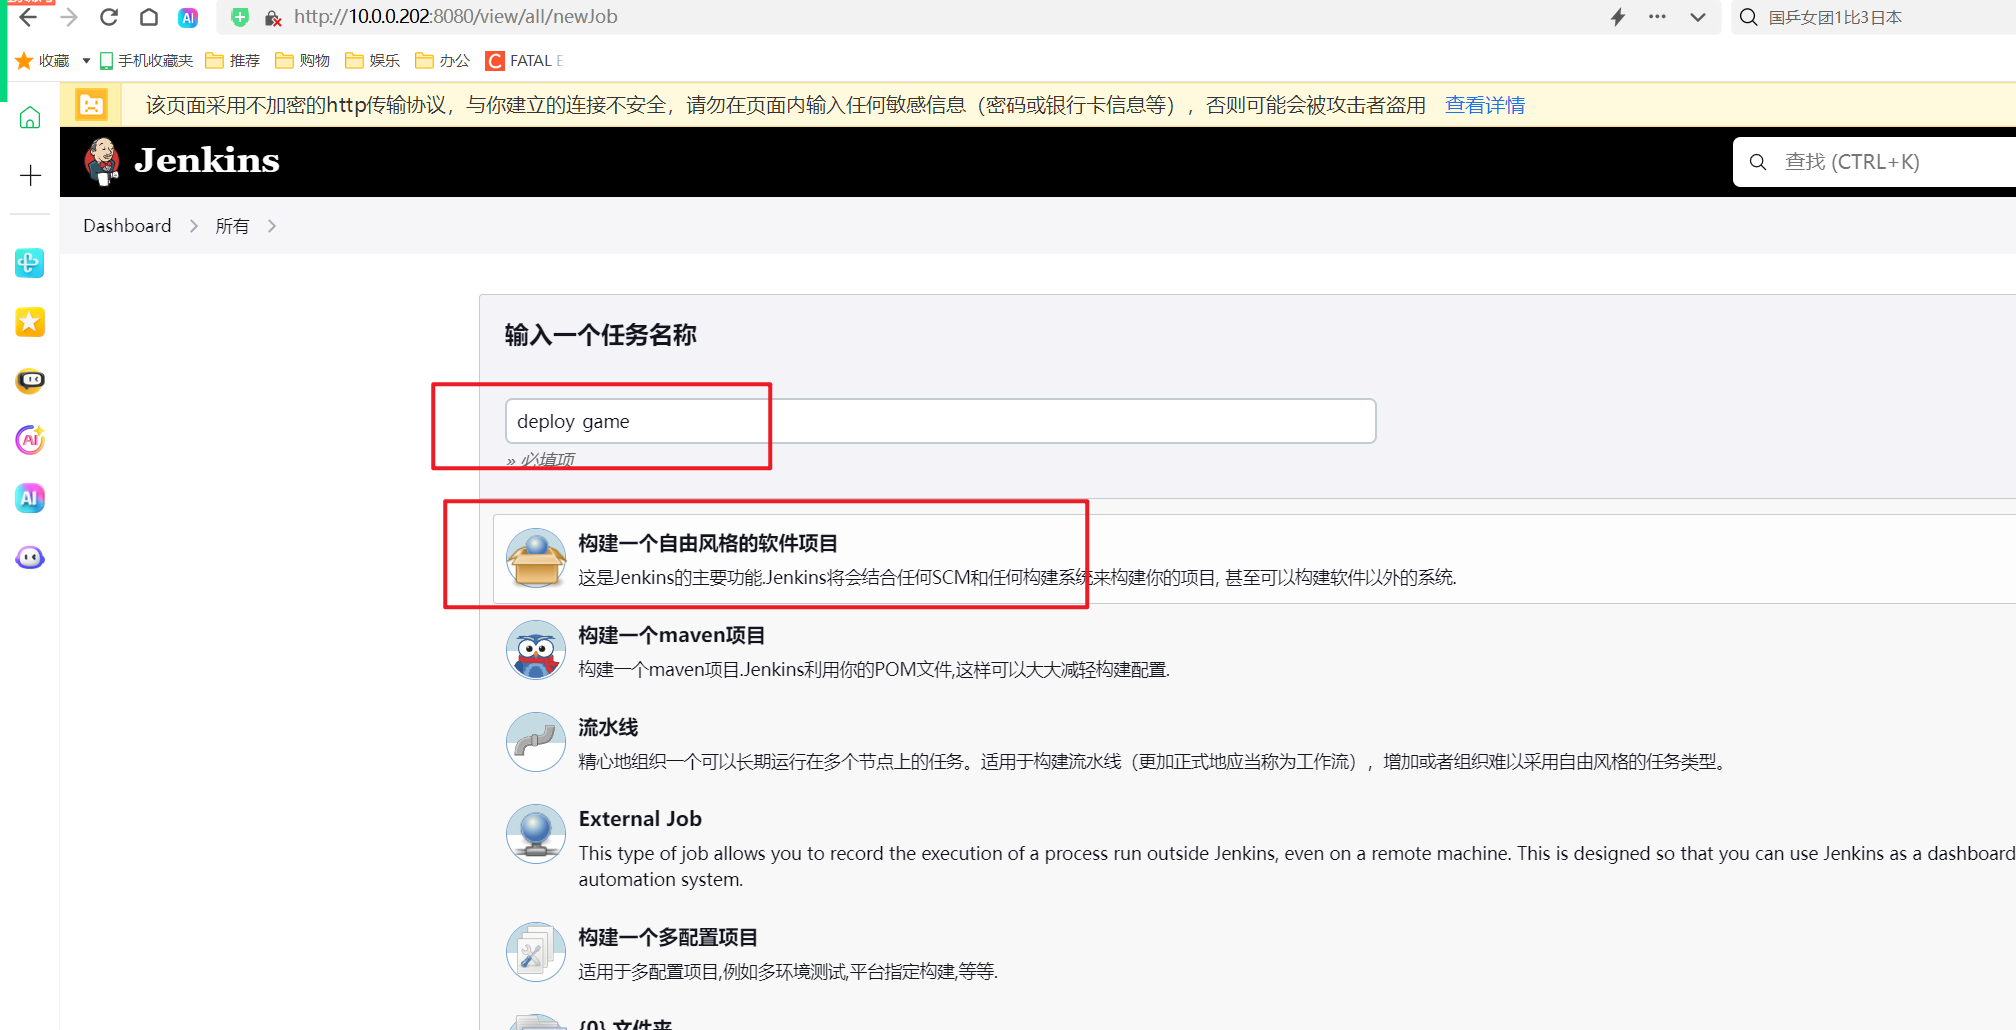 http://10.0.0.202:8080/view/all/newJob
国乒女团1比3日本
收藏
手机收藏夹
推荐
购物
娱乐
办公
FATAL E
该页面采用不加密的http传输协议，与你建立的连接不安全，请勿在页面内输入任何敏感信息（密码或银行卡信息等），否则可能会被攻击者盗用 查看详情
Jenkins
查找 (CTRL+K)
Dashboard
所有
输入一个任务名称
deploy game
» 必填项
构建一个自由风格的软件项目
这是Jenkins的主要功能.Jenkins将会结合任何SCM和任何构建系统来构建你的项目, 甚至可以构建软件以外的系统.
构建一个maven项目
构建一个maven项目.Jenkins利用你的POM文件,这样可以大大减轻构建配置.
流水线
精心地组织一个可以长期运行在多个节点上的任务。适用于构建流水线（更加正式地应当称为工作流），增加或者组织难以采用自由风格的任务类型。
External Job
This type of job allows you to record the execution of a process run outside Jenkins, even on a remote machine. This is designed so that you can use Jenkins as a dashboard
automation system.
构建一个多配置项目
适用于多配置项目,例如多环境测试,平台指定构建,等等.
{0} 文件夹